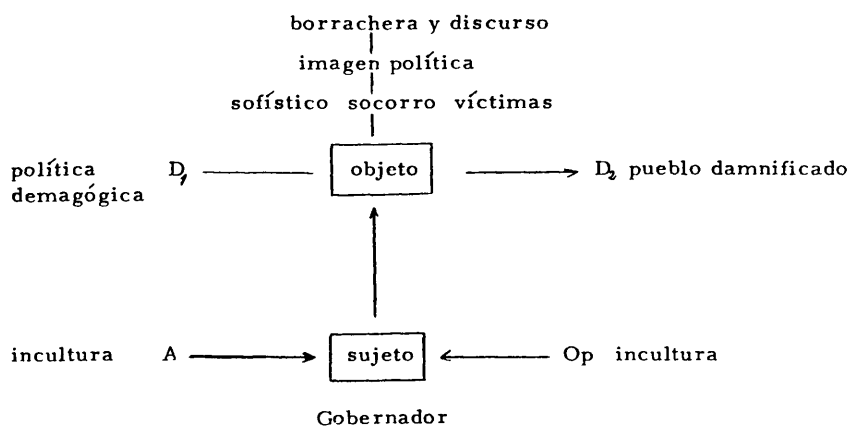 borrachera y discurso
imagen política
sofístico socorro víctimas
política D1 objeto D2 pueblo damnificado
demagógica
incultura A sujeto Op incultura
Gobernador